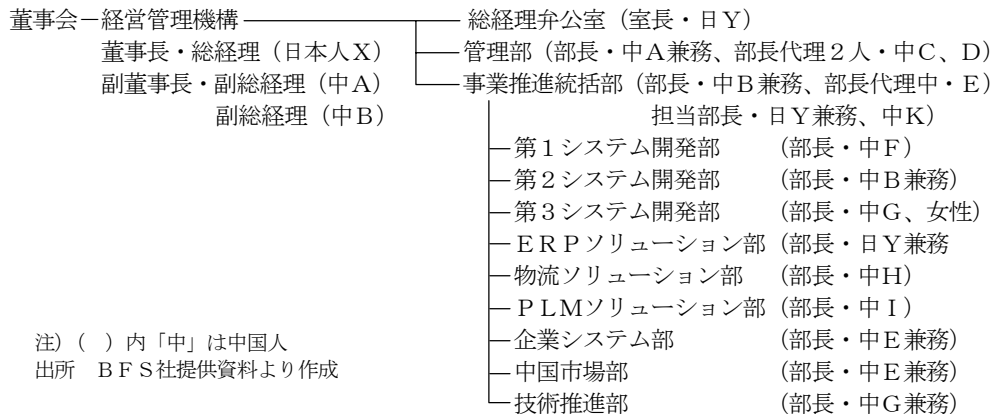 董事会－経営管理機構 総経理弁公室（室長・日Y）
董事長・総経理（日本人X） 管理部（部長・中A兼務、部長代理２人・中C、D）
副董事長・副総経理（中A） 事業推進統括部（部長・中B兼務、部長代理中・E）
副総経理（中B） 担当部長・日Y兼務、中K）
第１システム開発部 （部長・中F）
第２システム開発部 （部長・中B兼務）
第３システム開発部 （部長・中G、女性）
ＥＲＰソリューション部（部長・日Y兼務
物流ソリューション部 （部長・中H）
ＰＬＭソリューション部（部長・中Ｉ）
注）（　）内「中」は中国人 企業システム部 （部長・中E兼務）
出所　ＢＦＳ社提供資料より作成 中国市場部 （部長・中E兼務）
技術推進部 （部長・中G兼務）